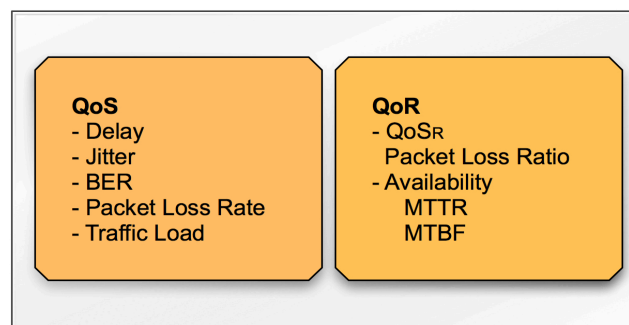 QoS
- Delay
- Jitter
- BER
- Packet Loss Rate
- Traffic Load
QoR
- QoSR
Packet Loss Ratio
- Availability
MTTR
MTBF